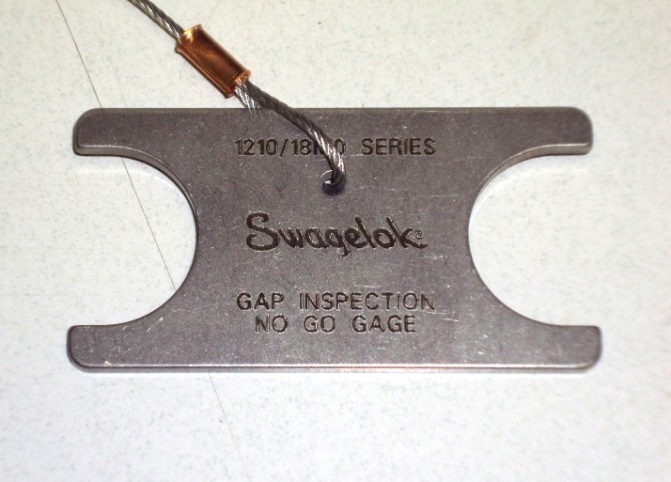 SERIES
Swagelok
GAP INSPECTION
NO GO GAGE